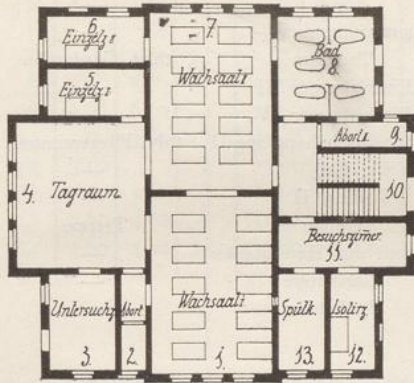 6
Einzelz.
7.
Bad
8.
5
Einzelz.
Wachsaal
Abort.
9.
4.
Tagraum.
10.
Besuchszimer.
11.
Untersuchz.
Abort
Wachsaal
Spülk.
Isolirz.
3.
2.
1.
13.
12.